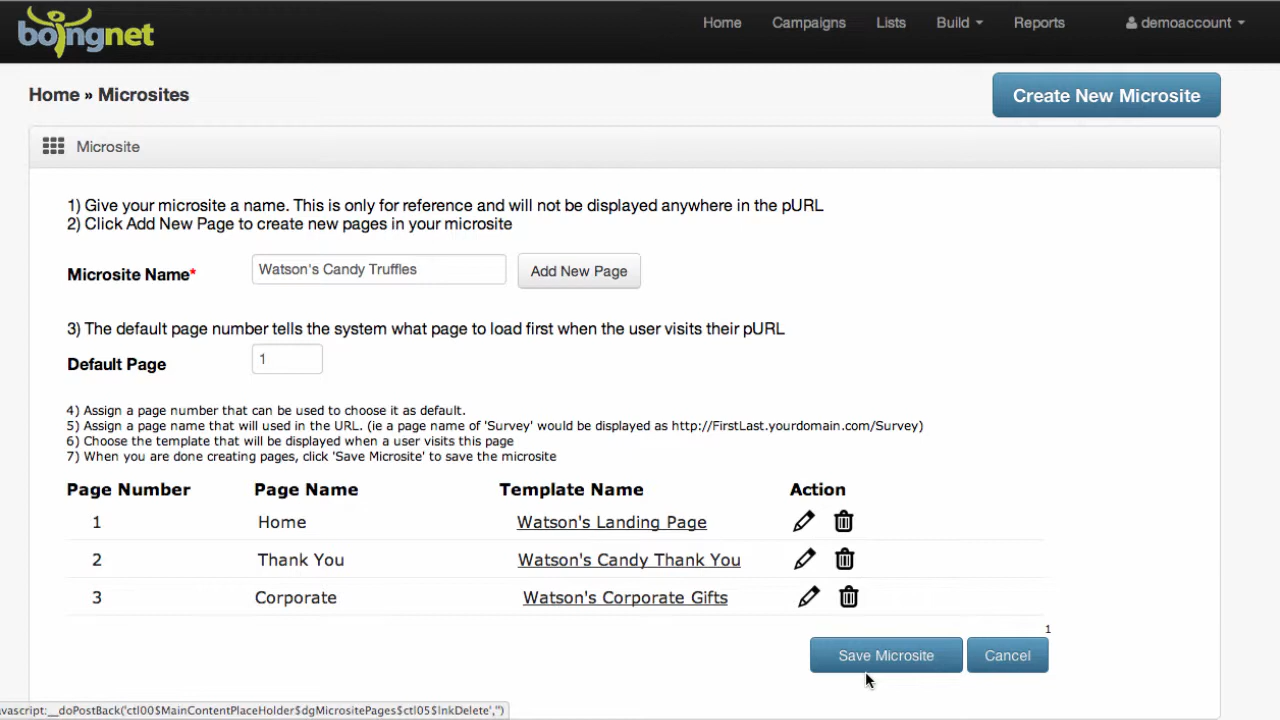 boingnet
Home Campaigns Lists Build Reports demoaccount
Home » Microsites
Create New Microsite
Microsite
1) Give your microsite a name. This is only for reference and will not be displayed anywhere in the pURL
2) Click Add New Page to create new pages in your microsite
Microsite Name* Watson's Candy Truffles Add New Page
3) The default page number tells the system what page to load first when the user visits their pURL
Default Page 1
4) Assign a page number that can be used to choose it as default.
5) Assign a page name that will used in the URL. (ie a page name of 'Survey' would be displayed as http://FirstLast.yourdomain.com/Survey)
6) Choose the template that will be displayed when a user visits this page
7) When you are done creating pages, click 'Save Microsite' to save the microsite
Page Number Page Name Template Name Action
1 Home Watson's Landing Page
2 Thank You Watson's Candy Thank You
3 Corporate Watson's Corporate Gifts
1
Save Microsite Cancel
avascript:__doPostBack('ctl00$MainContentPlaceHolder$dgMicrositePages$ctl05$lnkDelete','')